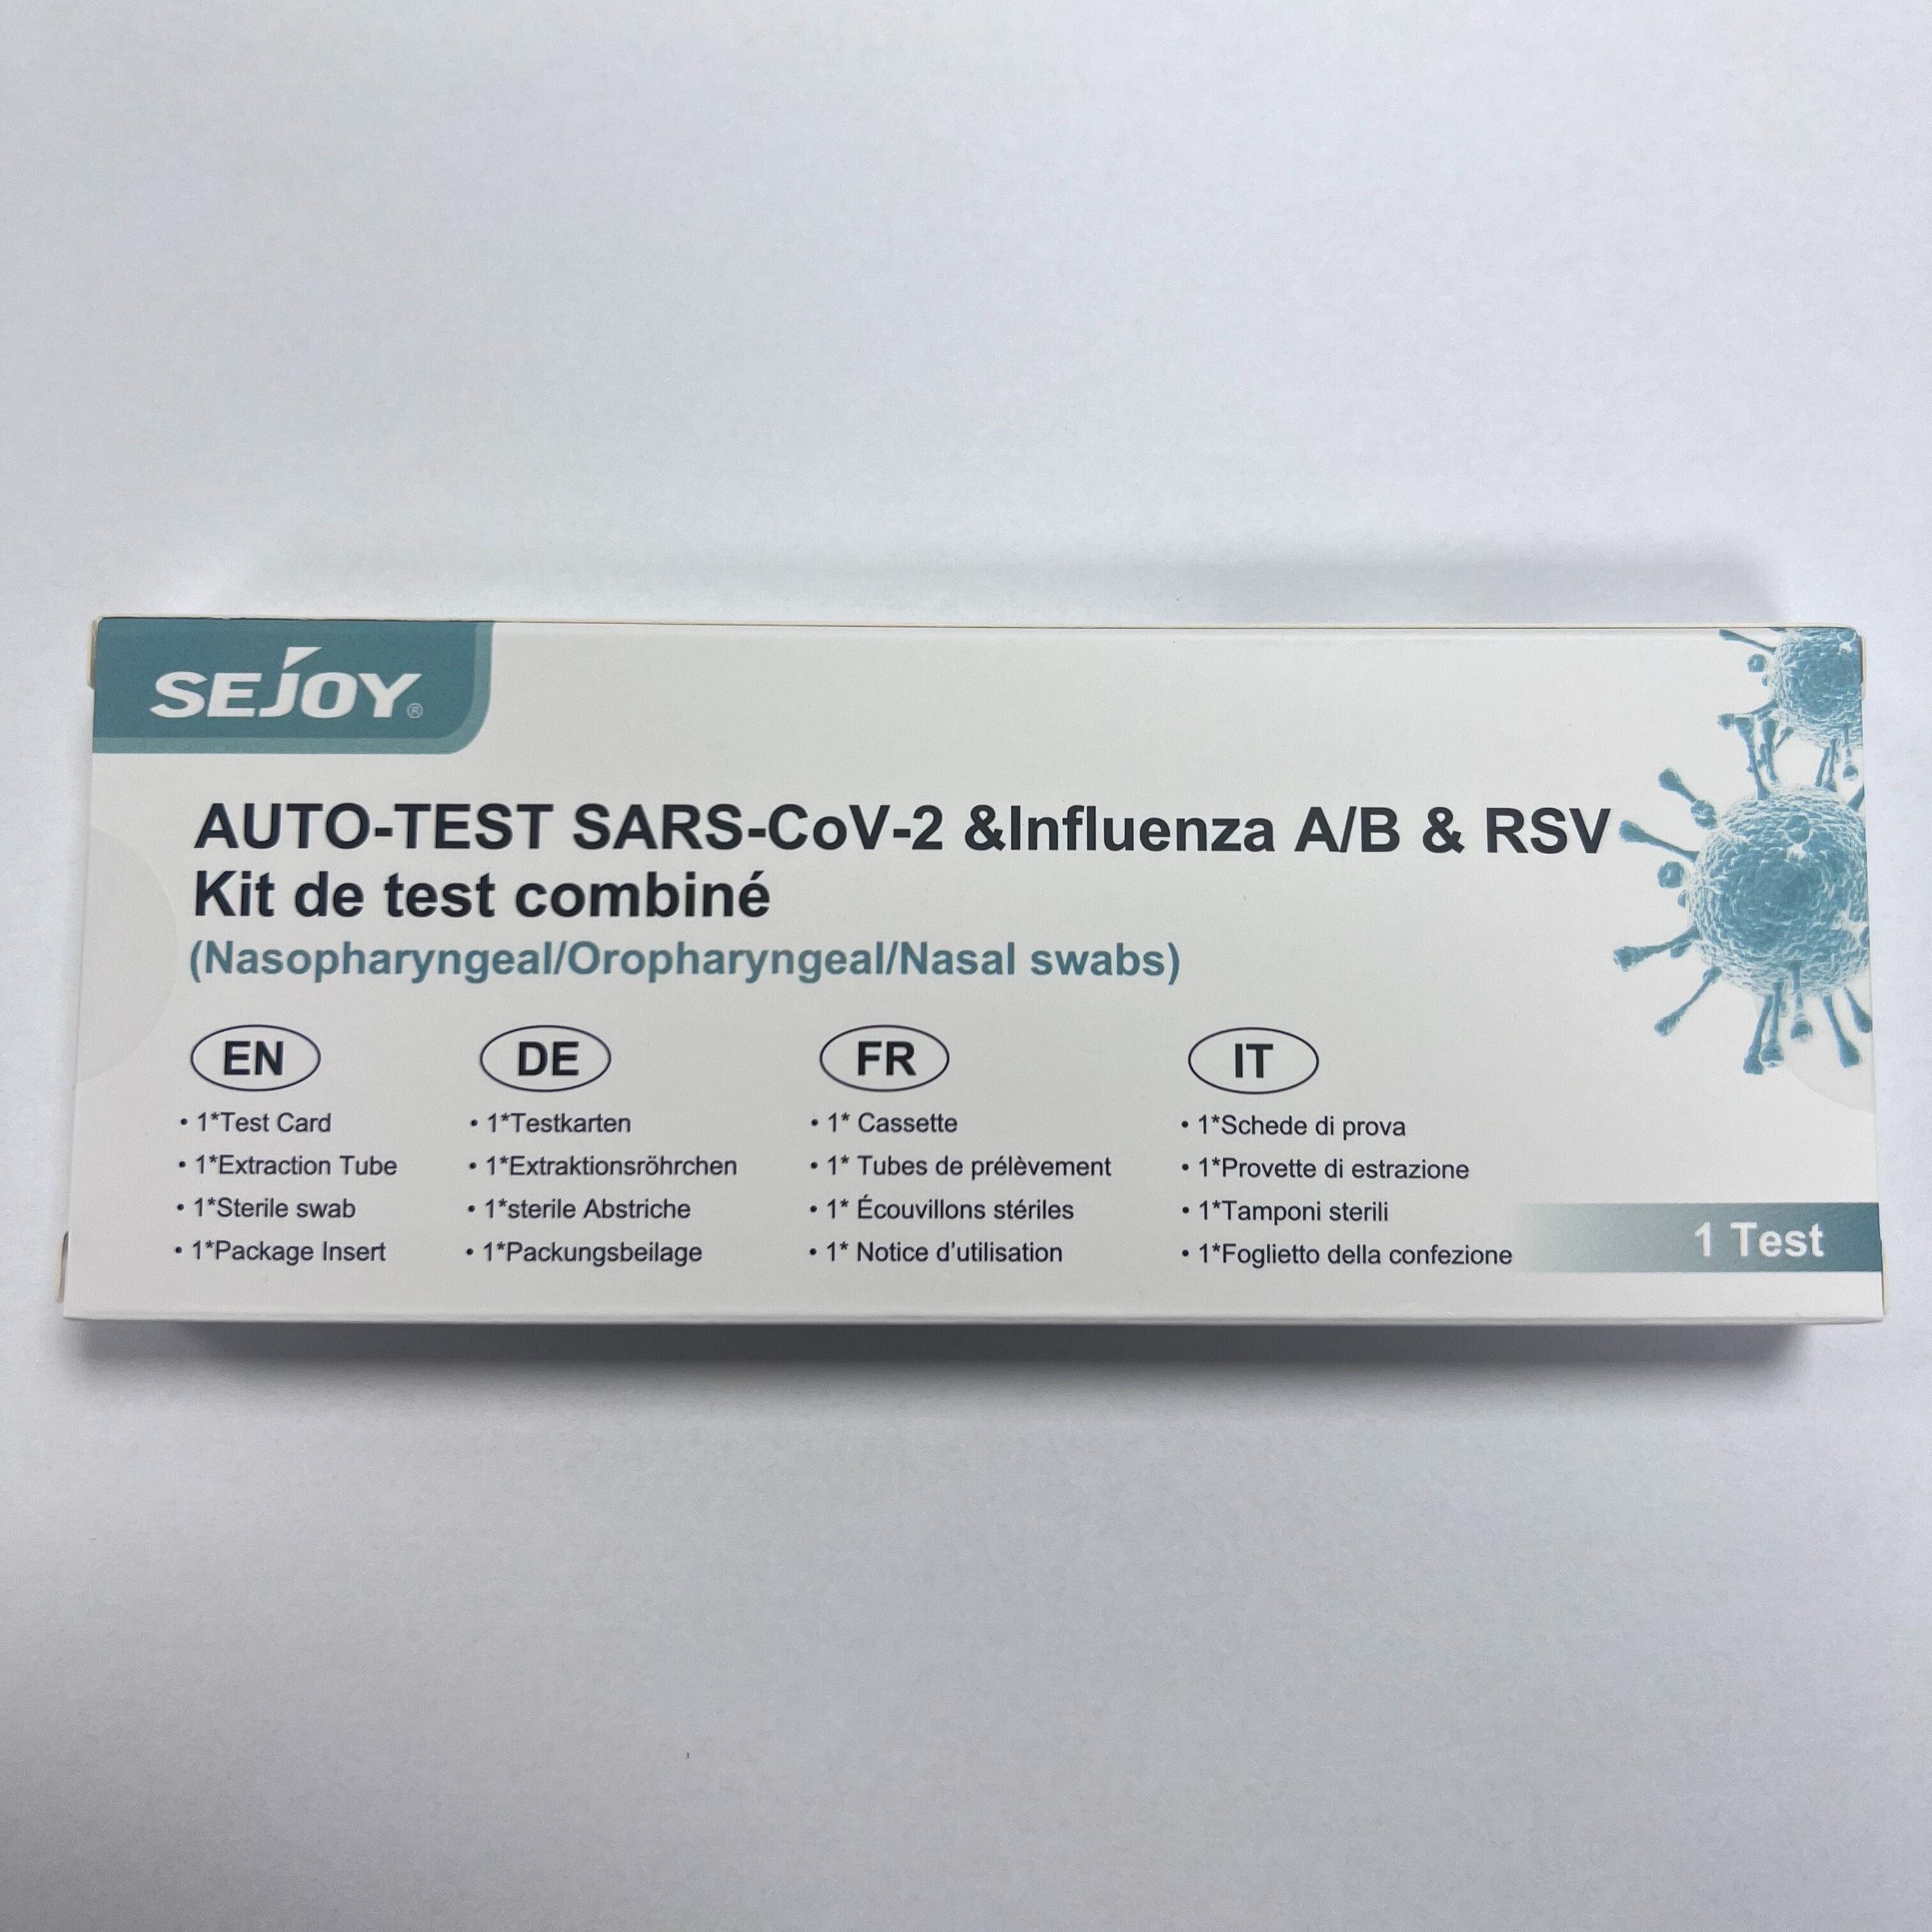 SEJOY®
AUTO-TEST SARS-CoV-2 &Influenza A/B & RSV
Kit de test combiné
(Nasopharyngeal/Oropharyngeal/Nasal swabs)
EN
• 1*Test Card
• 1*Extraction Tube
• 1*Sterile swab
• 1*Package Insert
DE
• 1*Testkarten
• 1*Extraktionsröhrchen
• 1*sterile Abstriche
• 1*Packungsbeilage
FR
• 1* Cassette
• 1* Tubes de prélèvement
• 1* Écouvillons stériles
• 1* Notice d’utilisation
IT
• 1*Schede di prova
• 1*Provette di estrazione
• 1*Tamponi sterili
• 1*Foglietto della confezione
1 Test